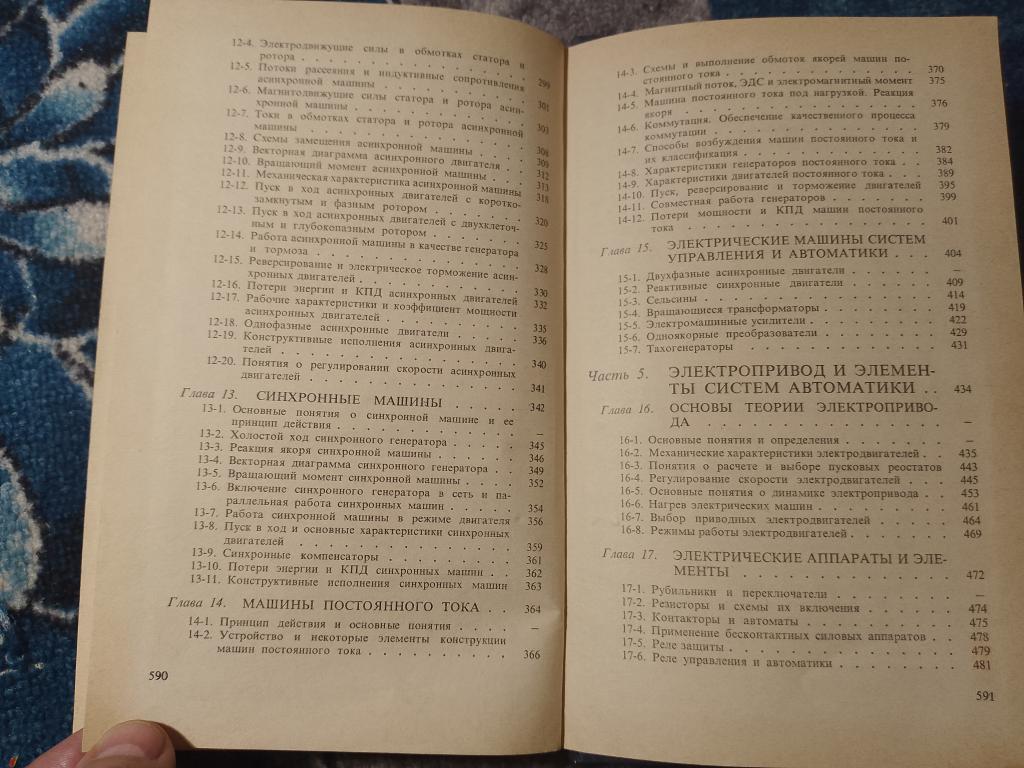 12-4. Электродвижущие силы в обмотках статора и
ротора . . . . . . . . . . . . . . . . 299
12-5. Потоки рассеяния и индуктивные сопротивления
асинхронной машины . . . . . . . . . . 301
12-6. Магнитодвижущие силы статора и ротора асин-
хронной машины . . . . . . . . . . . . 303
12-7. Токи в обмотках статора и ротора асинхронной
машины . . . . . . . . . . . . . . . . 308
12-8. Схемы замещения асинхронной машины . . . . 309
12-9. Векторная диаграмма асинхронного двигателя . . 312
12-10. Вращающий момент асинхронной машины . . . 313
12-11. Механическая характеристика асинхронной машины 318
12-12. Пуск в ход асинхронных двигателей с коротко-
замкнутым и фазным ротором . . . . . . . 320
12-13. Пуск в ход асинхронных двигателей с двухклеточ-
ным и глубокопазным ротором . . . . . . . 325
12-14. Работа асинхронной машины в качестве генератора
и тормоза . . . . . . . . . . . . . . . 328
12-15. Реверсирование и электрическое торможение асин-
хронных двигателей . . . . . . . . . . . 330
12-16. Потери энергии и КПД асинхронных двигателей 332
12-17. Рабочие характеристики и коэффициент мощности
асинхронных двигателей . . . . . . . . . 335
12-18. Однофазные асинхронные двигатели . . . . . 336
12-19. Конструктивные исполнения асинхронных двига-
телей . . . . . . . . . . . . . . . . . 340
12-20. Понятия о регулировании скорости асинхронных
двигателей . . . . . . . . . . . . . . . 341
Глава 13. СИНХРОННЫЕ МАШИНЫ . . . . . 342
13-1. Основные понятия о синхронной машине и ее
принцип действия . . . . . . . . . . . . —
13-2. Холостой ход синхронного генератора . . . . . 345
13-3. Реакция якоря синхронной машины . . . . . . 346
13-4. Векторная диаграмма синхронного генератора . . . 349
13-5. Вращающий момент синхронной машины . . . . 352
13-6. Включение синхронного генератора в сеть и па-
раллельная работа синхронных машин . . . . . 354
13-7. Работа синхронной машины в режиме двигателя 356
13-8. Пуск в ход и основные характеристики синхронных
двигателей . . . . . . . . . . . . . . . 359
13-9. Синхронные компенсаторы . . . . . . . . . 361
13-10. Потери энергии и КПД синхронных машин . . 362
13-11. Конструктивные исполнения синхронных машин 363
Глава 14. МАШИНЫ ПОСТОЯННОГО ТОКА . . 364
14-1. Принцип действия и основные понятия . . . . . —
14-2. Устройство и некоторые элементы конструкции
машин постоянного тока . . . . . . . . . . 366
590
14-3. Схемы и выполнение обмоток якорей машин по-
стоянного тока . . . . . . . . . . . . . 370
14-4. Магнитный поток, ЭДС и электромагнитный момент 375
14-5. Машина постоянного тока под нагрузкой. Реакция
якоря . . . . . . . . . . . . . . . . . 376
14-6. Коммутация. Обеспечение качественного процесса
коммутации . . . . . . . . . . . . . . . 379
14-7. Способы возбуждения машин постоянного тока и
их классификация . . . . . . . . . . . . 382
14-8. Характеристики генераторов постоянного тока . . 384
14-9. Характеристики двигателей постоянного тока . . 389
14-10. Пуск, реверсирование и торможение двигателей 395
14-11. Совместная работа генераторов . . . . . . . 399
14-12. Потери мощности и КПД машин постоянного
тока . . . . . . . . . . . . . . . . . . 401
Глава 15. ЭЛЕКТРИЧЕСКИЕ МАШИНЫ СИСТЕМ
УПРАВЛЕНИЯ И АВТОМАТИКИ . . . 404
15-1. Двухфазные асинхронные двигатели . . . . . . —
15-2. Реактивные синхронные двигатели . . . . . . 409
15-3. Сельсины . . . . . . . . . . . . . . . . 414
15-4. Вращающиеся трансформаторы . . . . . . . 419
15-5. Электромашинные усилители . . . . . . . . 422
15-6. Одноякорные преобразователи . . . . . . . 429
15-7. Тахогенераторы . . . . . . . . . . . . . 431
Часть 5. ЭЛЕКТРОПРИВОД И ЭЛЕМЕН-
ТЫ СИСТЕМ АВТОМАТИКИ . . 434
Глава 16. ОСНОВЫ ТЕОРИИ ЭЛЕКТРОПРИВО-
ДА . . . . . . . . . . . . . . . —
16-1. Основные понятия и определения . . . . . . . —
16-2. Механические характеристики электродвигателей . . 435
16-3. Понятия о расчете и выборе пусковых реостатов 443
16-4. Регулирование скорости электродвигателей . . . . 445
16-5. Основные понятия о динамике электропривода . . 453
16-6. Нагрев электрических машин . . . . . . . . 461
16-7. Выбор приводных электродвигателей . . . . . 464
16-8. Режимы работы электродвигателей . . . . . . 469
Глава 17. ЭЛЕКТРИЧЕСКИЕ АППАРАТЫ И ЭЛЕ-
МЕНТЫ . . . . . . . . . . . . . 472
17-1. Рубильники и переключатели . . . . . . . . —
17-2. Резисторы и схемы их включения . . . . . . . 474
17-3. Контакторы и автоматы . . . . . . . . . . 475
17-4. Применение бесконтактных силовых аппаратов . . 478
17-5. Реле защиты . . . . . . . . . . . . . . . 479
17-6. Реле управления и автоматики . . . . . . . . 481
591